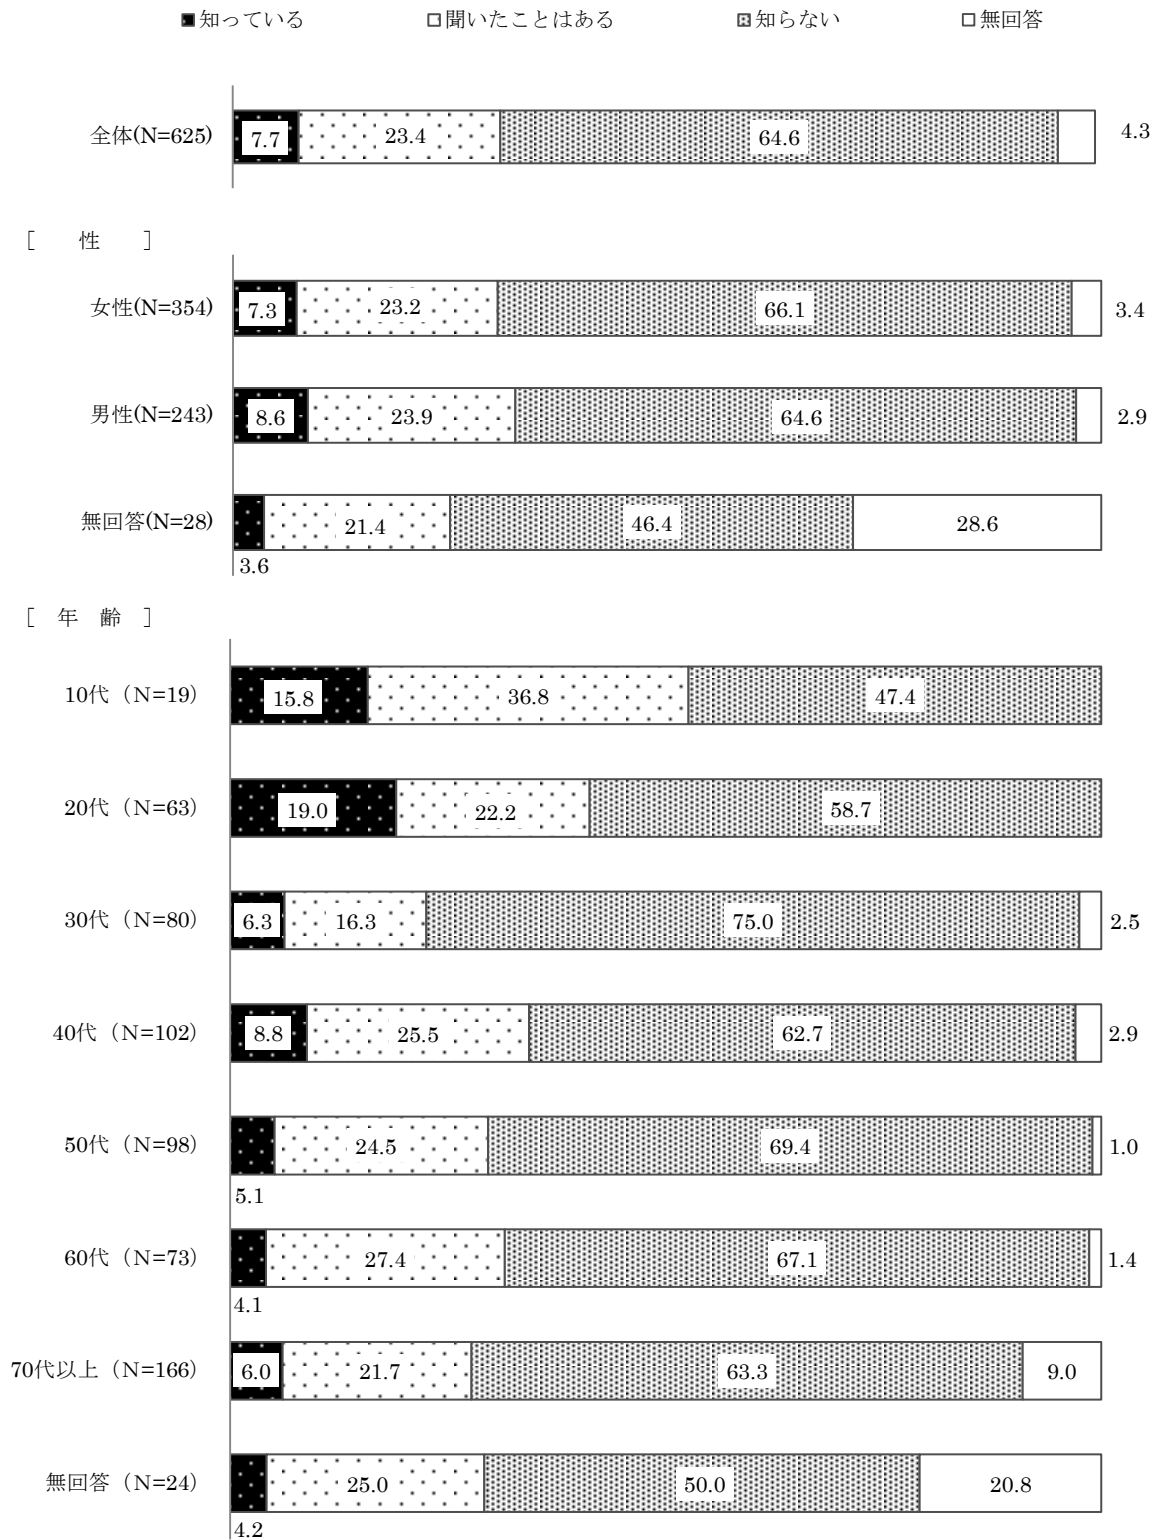 ■知っている □聞いたことはある ▩知らない □無回答
全体(N=625) 7.7 23.4 64.6 4.3
[ 性 ]
女性(N=354) 7.3 23.2 66.1 3.4
男性(N=243) 8.6 23.9 64.6 2.9
無回答(N=28) 21.4 46.4 28.6
3.6
[ 年 齢 ]
10代（N=19） 15.8 36.8 47.4
20代（N=63） 19.0 22.2 58.7
30代（N=80） 6.3 16.3 75.0 2.5
40代（N=102） 8.8 25.5 62.7 2.9
50代（N=98） 24.5 69.4 1.0
5.1
60代（N=73） 27.4 67.1 1.4
4.1
70代以上（N=166） 6.0 21.7 63.3 9.0
無回答（N=24） 25.0 50.0 20.8
4.2